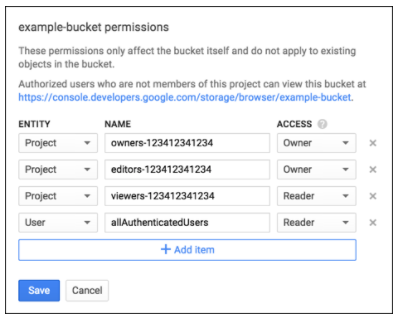 example-bucket permissions
These permissions only affect the bucket itself and do not apply to existing
objects in the bucket.
Authorized users who are not members of this project can view this bucket at
https://console.developers.google.com/storage/browser/example-bucket.
ENTITY NAME ACCESS
Project owners-123412341234 Owner
Project editors-123412341234 Owner
Project viewers-123412341234 Reader
User allAuthenticatedUsers Reader
+ Add item
Save Cancel